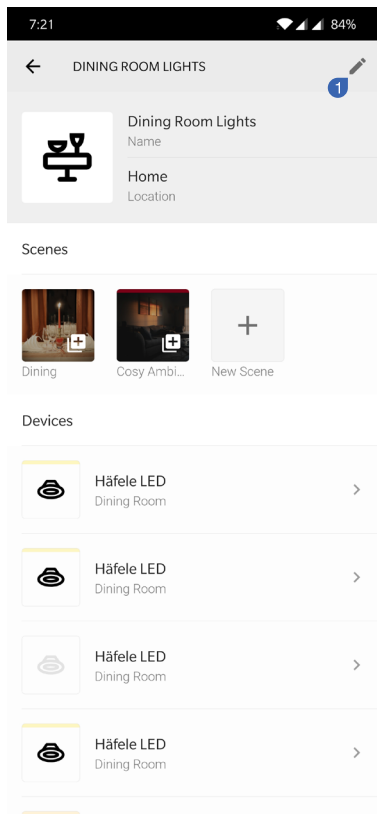 7:21
84%
DINING ROOM LIGHTS
1
Dining Room Lights
Name
Home
Location
Scenes
Dining
Cosy Ambi...
New Scene
Devices
Häfele LED
Dining Room
Häfele LED
Dining Room
Häfele LED
Dining Room
Häfele LED
Dining Room